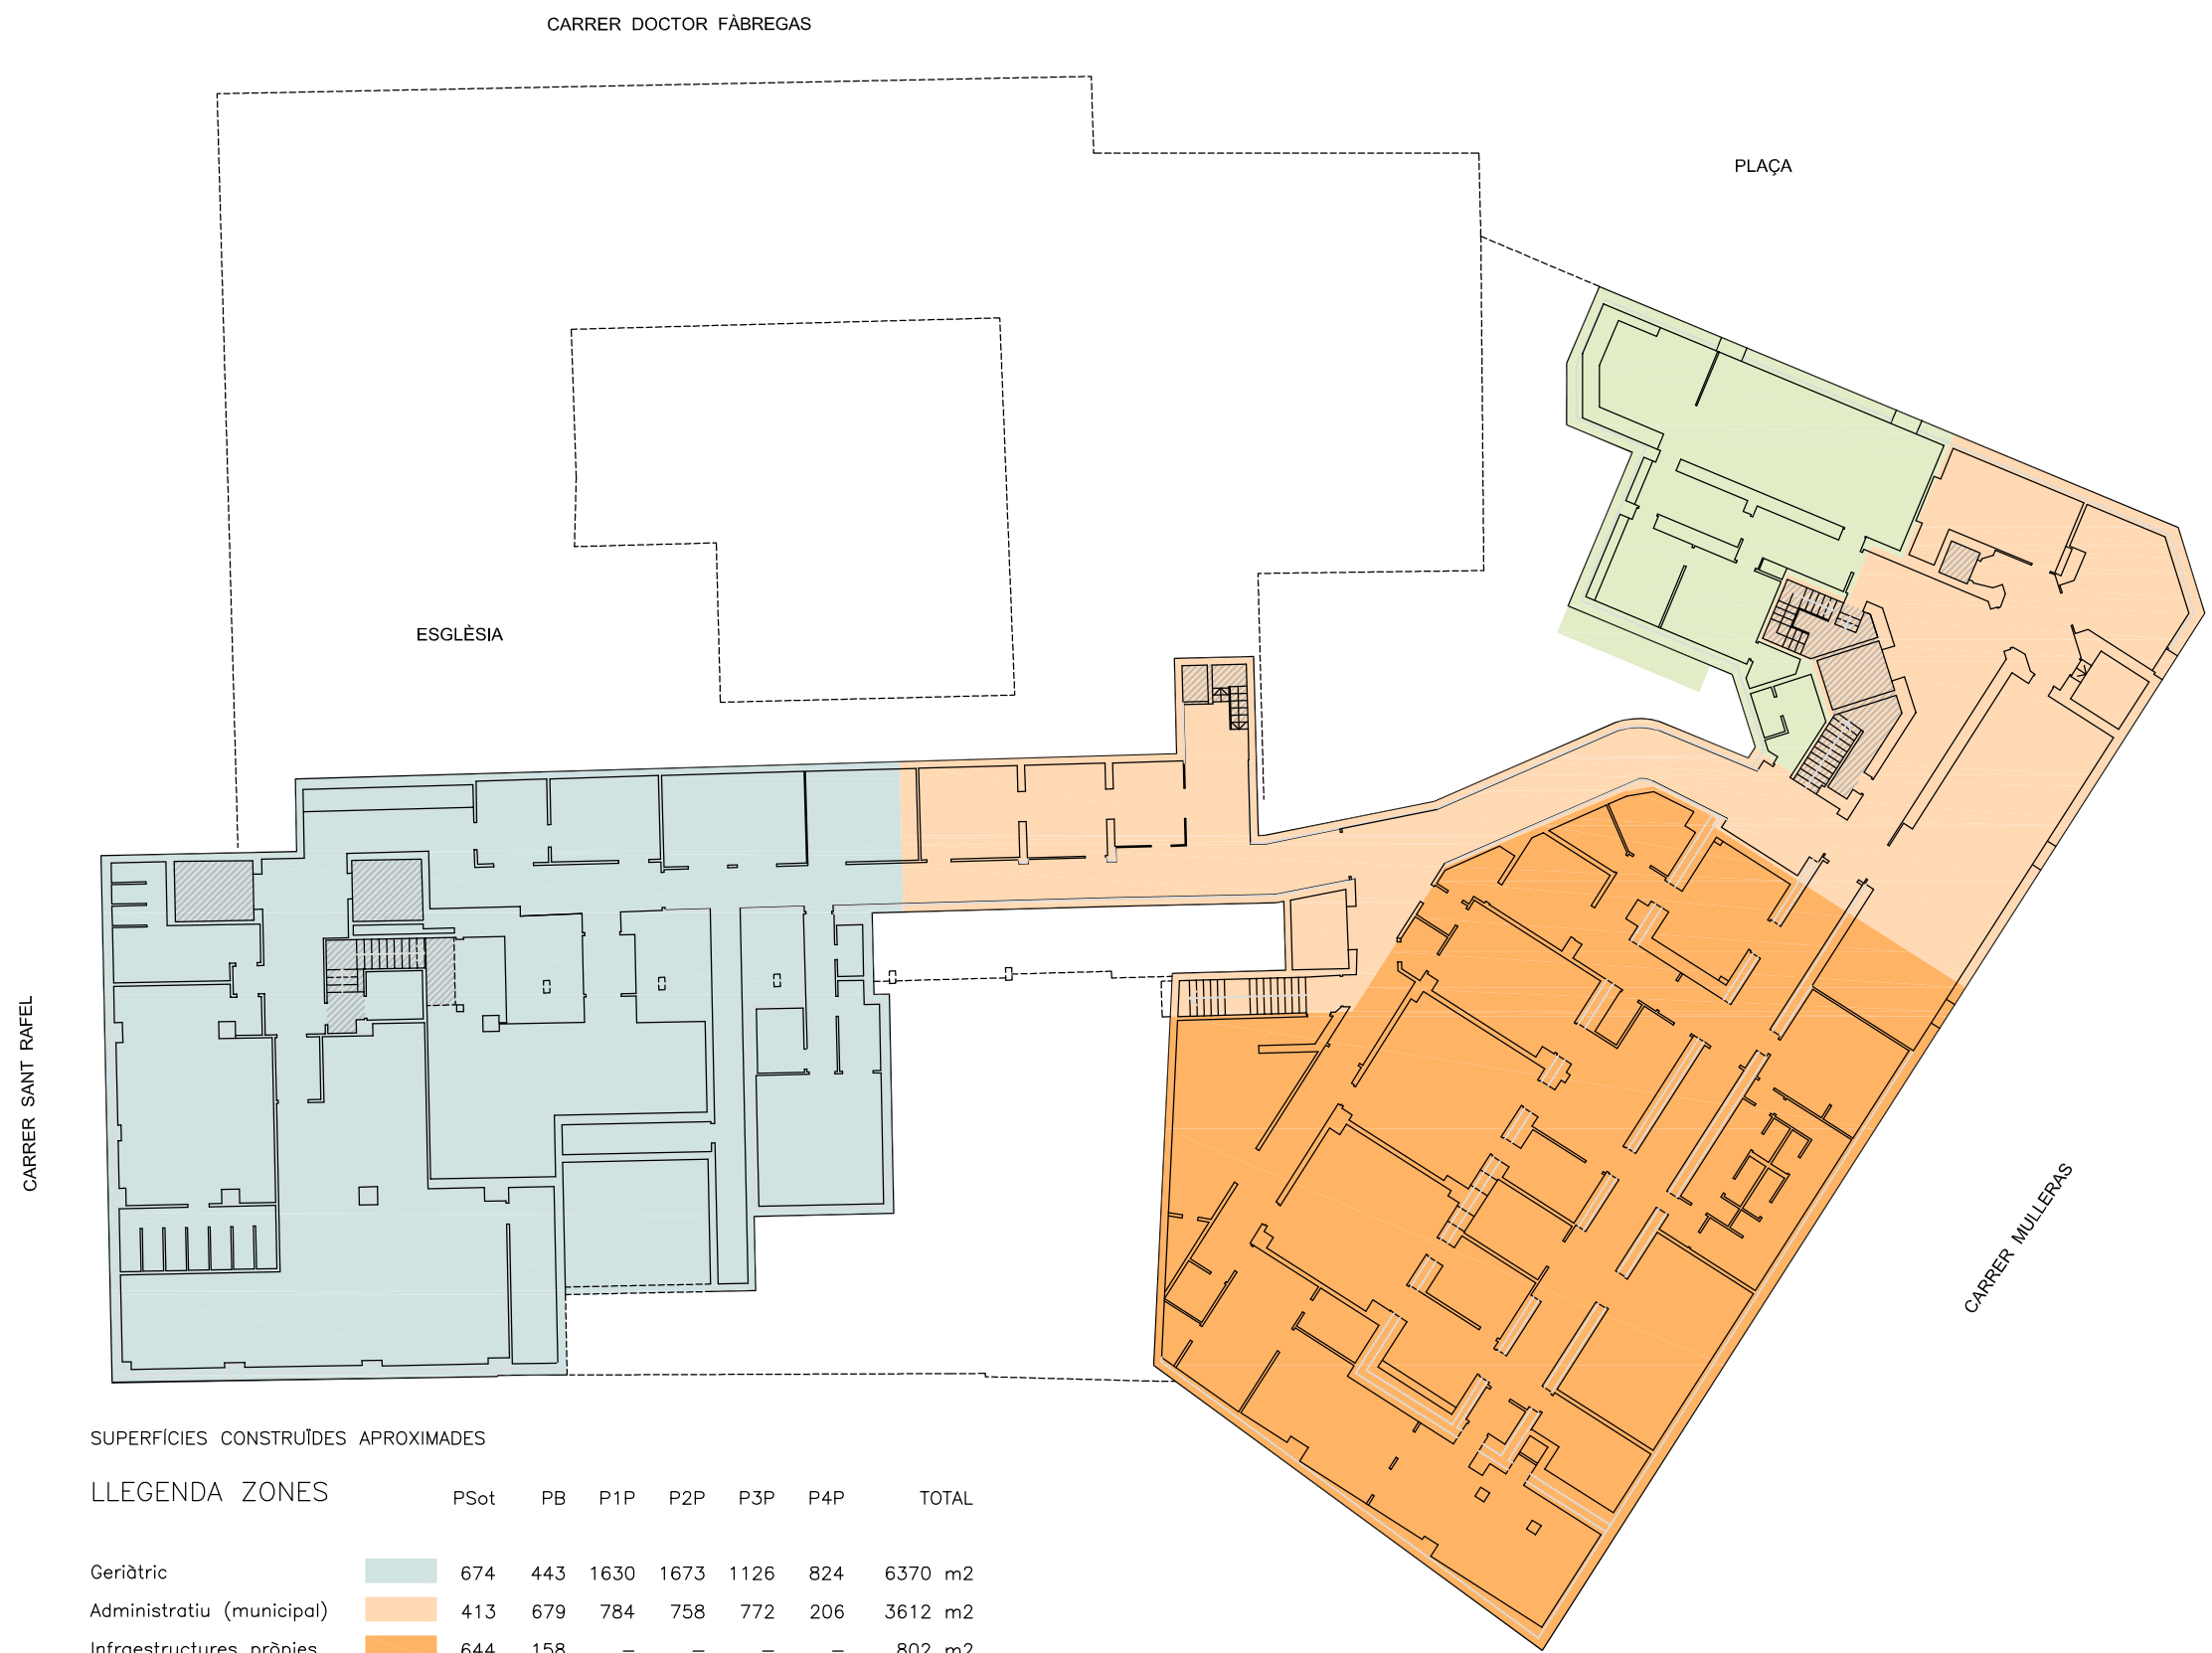 CARRER DOCTOR FÀBREGAS
PLAÇA
ESGLÈSIA
CARRER SANT RAFEL
CARRER MULLERAS
SUPERFÍCIES CONSTRUÏDES APROXIMADES
LLEGENDA ZONES PSot PB P1P P2P P3P P4P TOTAL
Geriàtric 674 443 1630 1673 1126 824 6370 m2
Administratiu (municipal) 413 679 784 758 772 206 3612 m2
Infraestructures pròpies 644 158 – – – – 802 m2